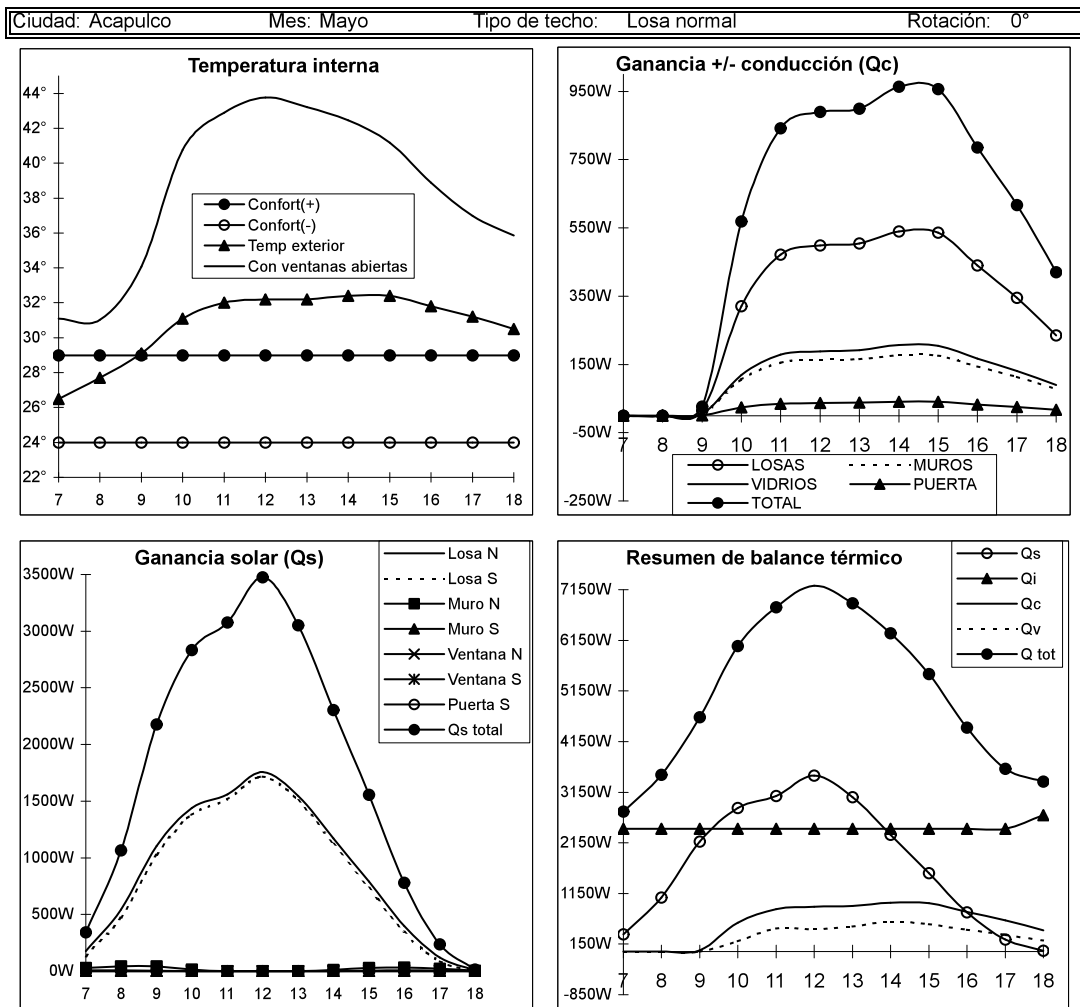 Ciudad: Acapulco Mes: Mayo Tipo de techo: Losa normal Rotación: 0°
Temperatura interna
44°
42°
40°
38°
36°
34°
32°
30°
28°
26°
24°
22°
Confort(+)
Confort(-)
Temp exterior
Con ventanas abiertas
7 8 9 10 11 12 13 14 15 16 17 18
Ganancia +/- conducción (Qc)
950W
750W
550W
350W
150W
-50W
-250W
7 8 9 10 11 12 13 14 15 16 17 18
LOSAS MUROS
VIDRIOS PUERTA
TOTAL
Ganancia solar (Qs)
3500W
3000W
2500W
2000W
1500W
1000W
500W
0W
Losa N
Losa S
Muro N
Muro S
Ventana N
Ventana S
Puerta S
Qs total
7 8 9 10 11 12 13 14 15 16 17 18
Resumen de balance térmico
7150W
6150W
5150W
4150W
3150W
2150W
1150W
150W
-850W
Qs
Qi
Qc
Qv
Q tot
7 8 9 10 11 12 13 14 15 16 17 18